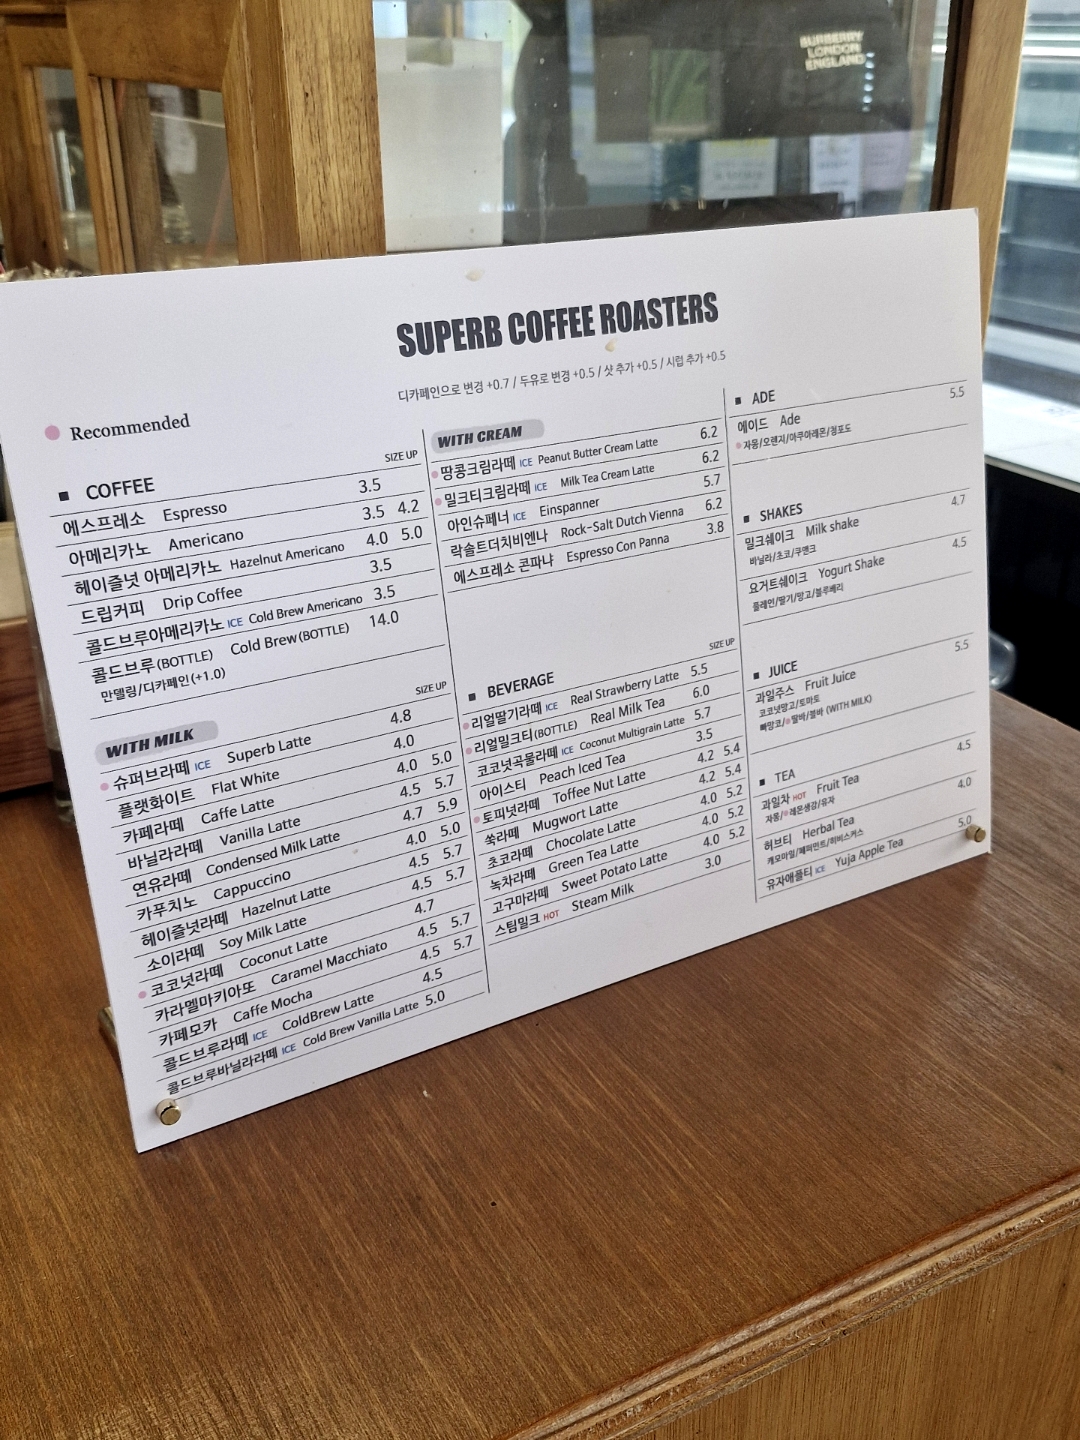 BURBERRY
LONDON
ENGLAND
SUPERB COFFEE ROASTERS
디카페인으로 변경 +0.7 / 두유로 변경 +0.5 / 샷 추가 +0.5 / 시럽 추가 +0.5
Recommended
SIZE UP
■ COFFEE
에스프레소 Espresso 3.5
아메리카노 Americano 3.5 4.2
헤이즐넛 아메리카노 Hazelnut Americano 4.0 5.0
드립커피 Drip Coffee 3.5
콜드브루아메리카노 ICE Cold Brew Americano 3.5
콜드브루(BOTTLE) Cold Brew(BOTTLE) 14.0
만델링/디카페인(+1.0)
SIZE UP
WITH MILK
슈퍼브라떼 ICE Superb Latte 4.8
플랫화이트 Flat White 4.0
카페라떼 Caffe Latte 4.0 5.0
바닐라라떼 Vanilla Latte 4.5 5.7
연유라떼 Condensed Milk Latte 4.7 5.9
카푸치노 Cappuccino 4.0 5.0
헤이즐넛라떼 Hazelnut Latte 4.5 5.7
소이라떼 Soy Milk Latte 4.5 5.7
코코넛라떼 Coconut Latte 4.7
카라멜마키아또 Caramel Macchiato 4.5 5.7
카페모카 Caffe Mocha 4.5 5.7
콜드브루라떼 ICE ColdBrew Latte 4.5
콜드브루바닐라라떼 ICE Cold Brew Vanilla Latte 5.0
WITH CREAM
땅콩크림라떼 ICE Peanut Butter Cream Latte 6.2
밀크티크림라떼 ICE Milk Tea Cream Latte 6.2
아인슈페너 ICE Einspanner 5.7
락솔트더치비엔나 Rock-Salt Dutch Vienna 6.2
에스프레소 콘파냐 Espresso Con Panna 3.8
SIZE UP
■ BEVERAGE
리얼딸기라떼 ICE Real Strawberry Latte 5.5
리얼밀크티(BOTTLE) Real Milk Tea 6.0
코코넛곡물라떼 ICE Coconut Multigrain Latte 5.7
아이스티 Peach Iced Tea 3.5
토피넛라떼 Toffee Nut Latte 4.2 5.4
쑥라떼 Mugwort Latte 4.2 5.4
초코라떼 Chocolate Latte 4.0 5.2
녹차라떼 Green Tea Latte 4.0 5.2
고구마라떼 Sweet Potato Latte 4.0 5.2
스팀밀크 HOT Steam Milk 3.0
■ ADE
에이드 Ade 5.5
자몽/오렌지/아쿠아레몬/청포도
■ SHAKES
밀크쉐이크 Milk shake 4.7
바닐라/초코/쿠앤크
요거트쉐이크 Yogurt Shake 4.5
플레인/딸기/망고/블루베리
■ JUICE
과일주스 Fruit Juice 5.5
코코넛망고/토마토
빠망코/딸바/블바 (WITH MILK)
■ TEA
과일차 HOT Fruit Tea 4.5
자몽/레몬생강/유자
허브티 Herbal Tea 4.0
캐모마일/페퍼민트/히비스커스
유자애플티 ICE Yuja Apple Tea 5.0